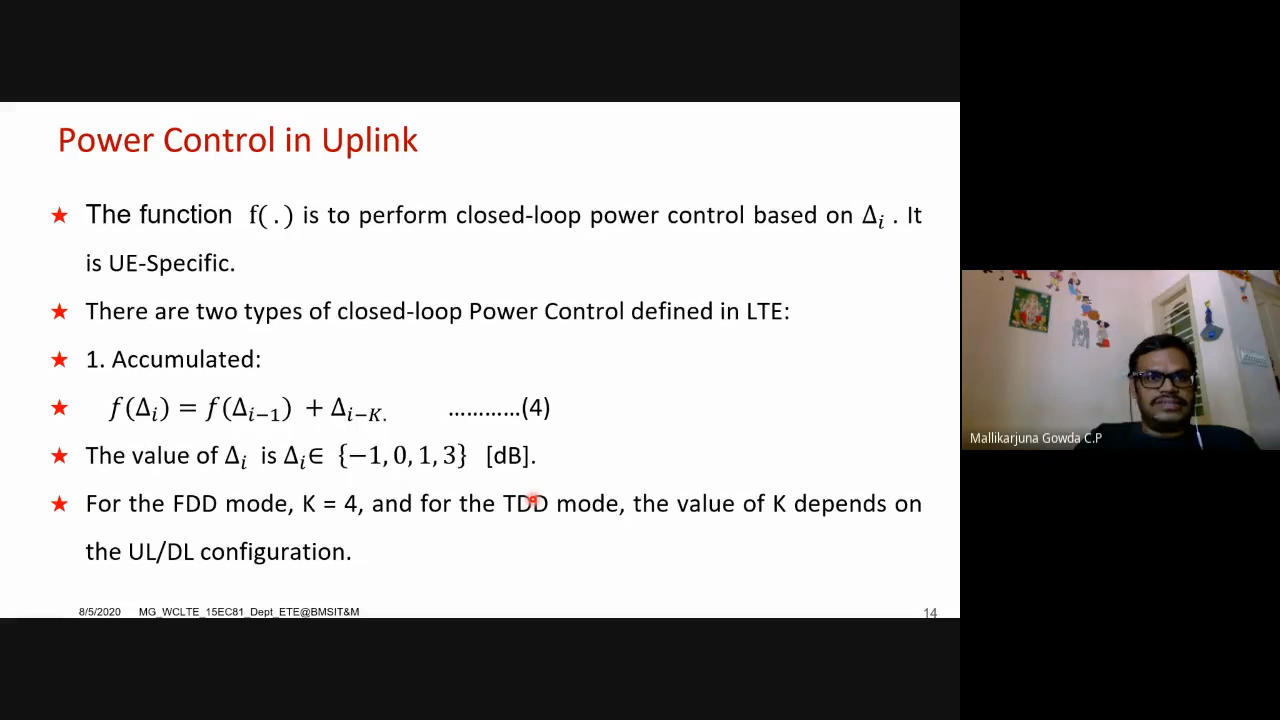 Power Control in Uplink
★ The function f( . ) is to perform closed-loop power control based on Δᵢ . It
is UE-Specific.
★ There are two types of closed-loop Power Control defined in LTE:
★ 1. Accumulated:
★ f(Δᵢ) = f(Δᵢ₋₁) + Δᵢ₋K. …………(4)
★ The value of Δᵢ is Δᵢ∈ {−1, 0, 1, 3} [dB].
★ For the FDD mode, K = 4, and for the TDD mode, the value of K depends on
the UL/DL configuration.
8/5/2020 MG_WCLTE_15EC81_Dept_ETE@BMSIT&M 14
Mallikarjuna Gowda C.P